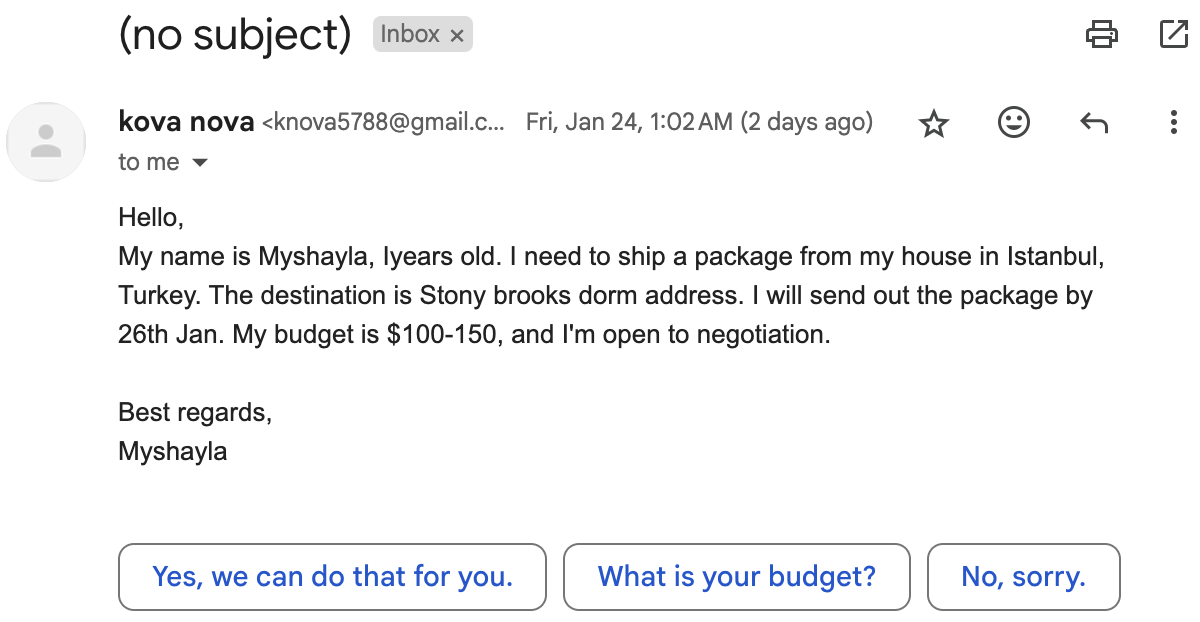 (no subject) Inbox ×
kova nova <knova5788@gmail.c... Fri, Jan 24, 1:02 AM (2 days ago)
to me
Hello,
My name is Myshayla, Iyears old. I need to ship a package from my house in Istanbul,
Turkey. The destination is Stony brooks dorm address. I will send out the package by
26th Jan. My budget is $100-150, and I'm open to negotiation.
Best regards,
Myshayla
Yes, we can do that for you. What is your budget? No, sorry.